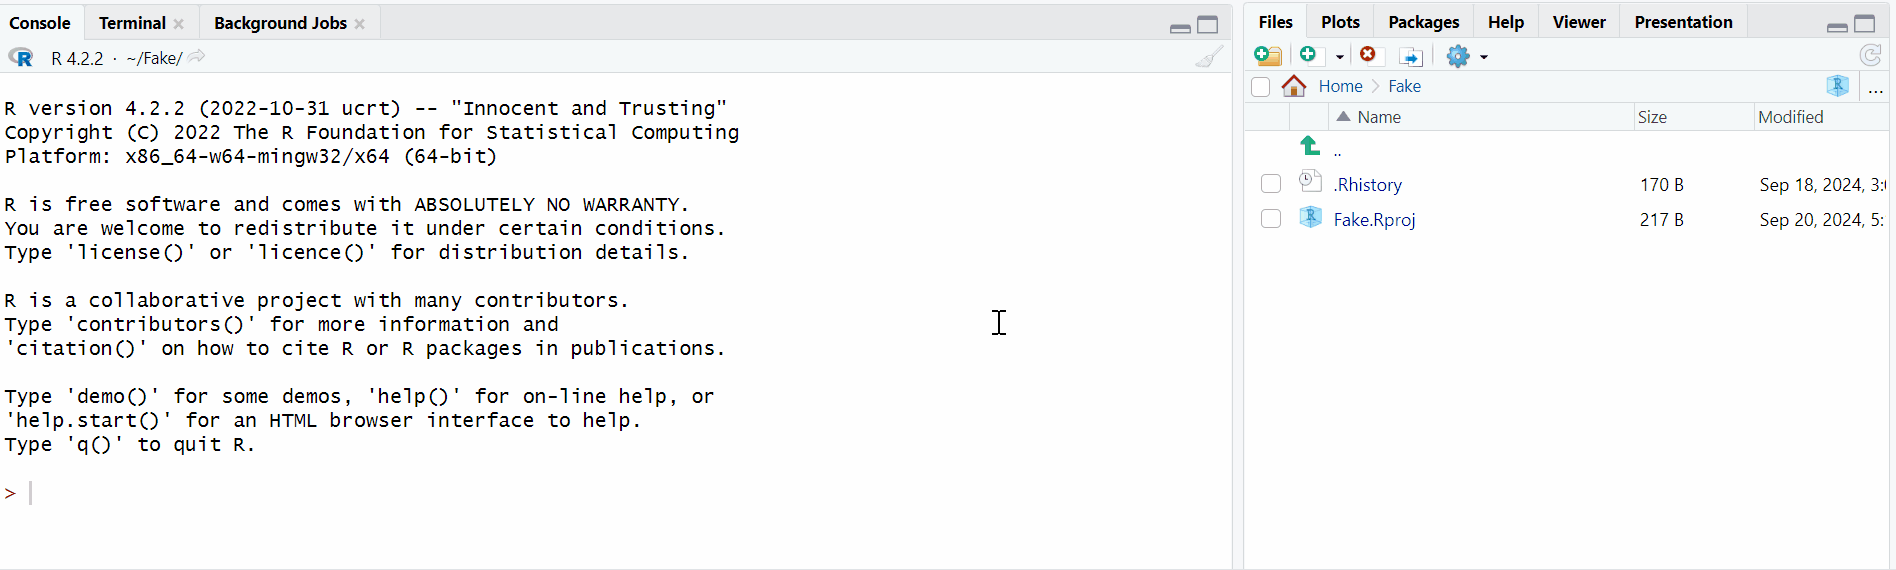 Console Terminal Background Jobs
R 4.2.2 · ~/Fake/
R version 4.2.2 (2022-10-31 ucrt) -- "Innocent and Trusting"
Copyright (C) 2022 The R Foundation for Statistical Computing
Platform: x86_64-w64-mingw32/x64 (64-bit)
R is free software and comes with ABSOLUTELY NO WARRANTY.
You are welcome to redistribute it under certain conditions.
Type 'license()' or 'licence()' for distribution details.
R is a collaborative project with many contributors.
Type 'contributors()' for more information and
'citation()' on how to cite R or R packages in publications.
Type 'demo()' for some demos, 'help()' for on-line help, or
'help.start()' for an HTML browser interface to help.
Type 'q()' to quit R.
>
Files Plots Packages Help Viewer Presentation
Home Fake ...
Name Size Modified
..
.Rhistory 170 B Sep 18, 2024, 3:
Fake.Rproj 217 B Sep 20, 2024, 5: